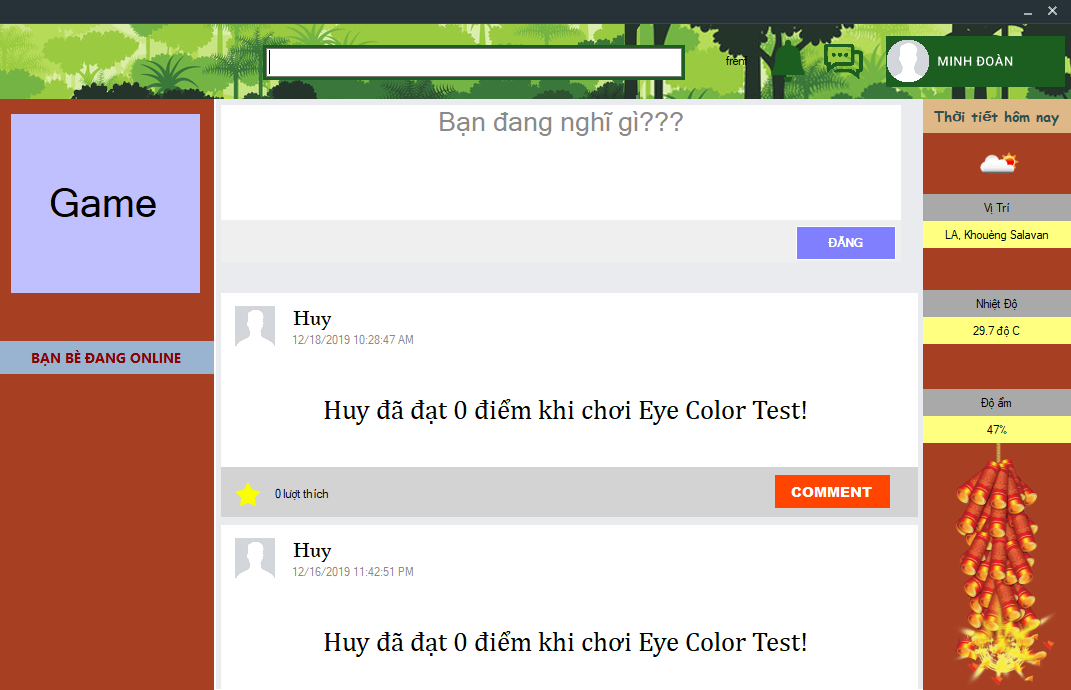 frent
MINH ĐOÀN
Game
BẠN BÈ ĐANG ONLINE
Bạn đang nghĩ gì???
ĐĂNG
Huy
12/18/2019 10:28:47 AM
Huy đã đạt 0 điểm khi chơi Eye Color Test!
0 lượt thích
COMMENT
Huy
12/16/2019 11:42:51 PM
Huy đã đạt 0 điểm khi chơi Eye Color Test!
Thời tiết hôm nay
Vị Trí
LA, Khouèng Salavan
Nhiệt Độ
29.7 độ C
Độ ẩm
47%